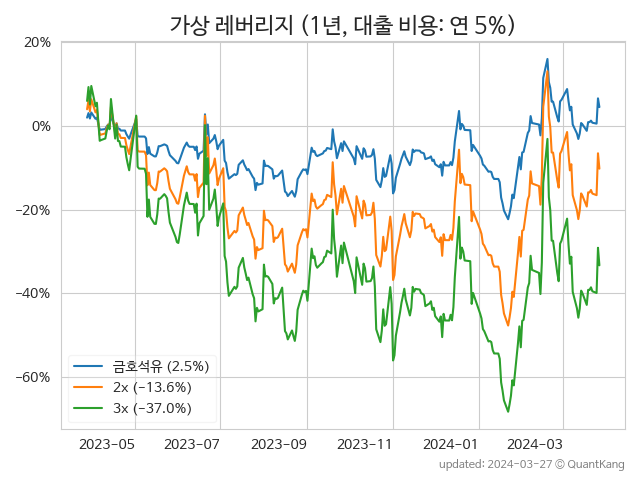 가상 레버리지 (1년, 대출 비용: 연 5%)
20%
0%
−20%
−40%
−60%
금호석유 (2.5%)
2x (−13.6%)
3x (−37.0%)
2023−05 2023−07 2023−09 2023−11 2024−01 2024−03
updated: 2024−03−27 © QuantKang